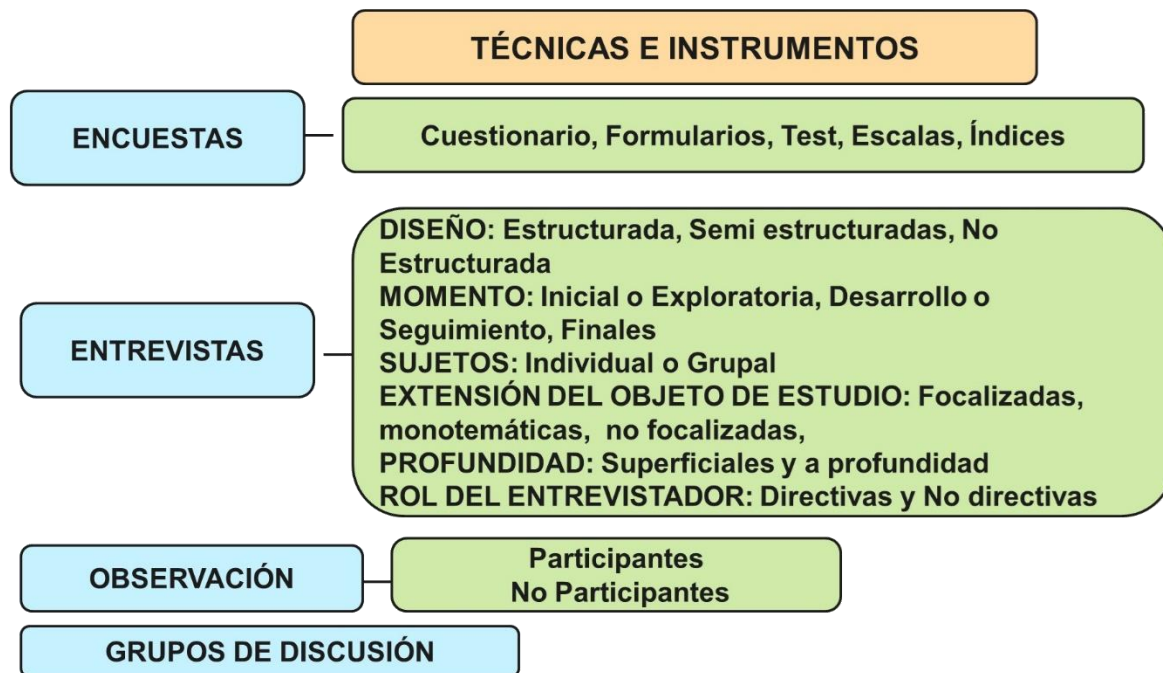 TÉCNICAS E INSTRUMENTOS
ENCUESTAS
Cuestionario, Formularios, Test, Escalas, Índices
ENTREVISTAS
DISEÑO: Estructurada, Semi estructuradas, No
Estructurada
MOMENTO: Inicial o Exploratoria, Desarrollo o
Seguimiento, Finales
SUJETOS: Individual o Grupal
EXTENSIÓN DEL OBJETO DE ESTUDIO: Focalizadas,
monotemáticas, no focalizadas,
PROFUNDIDAD: Superficiales y a profundidad
ROL DEL ENTREVISTADOR: Directivas y No directivas
OBSERVACIÓN
Participantes
No Participantes
GRUPOS DE DISCUSIÓN